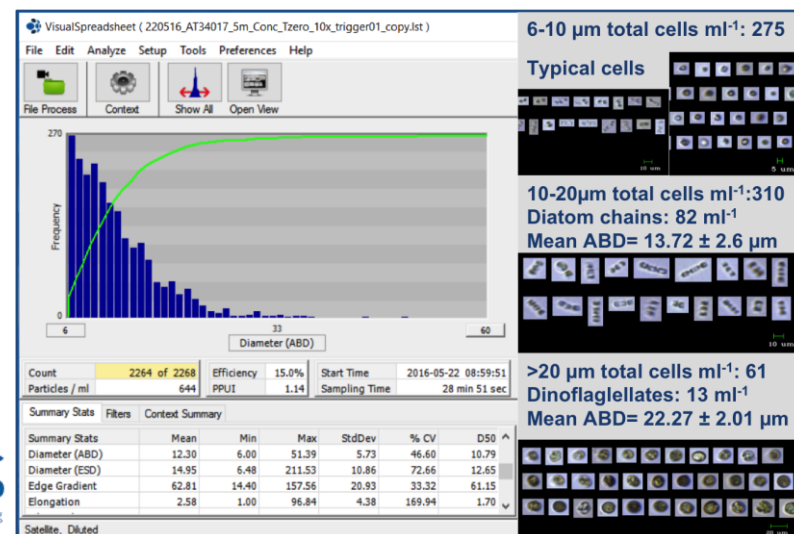 VisualSpreadsheet ( 220516_AT34017_5m_Conc_Tzero_10x_trigger01_copy.lst )
File Edit Analyze Setup Tools Preferences Help
File Process Context Show All Open View
270
Frequency
0
6 33 60
Diameter (ABD)
Count 2264 of 2268 Efficiency 15.0% Start Time 2016-05-22 08:59:51
Particles / ml 644 PPUI 1.14 Sampling Time 28 min 51 sec
Summary Stats Filters Context Summary
Summary Stats Mean Min Max StdDev % CV D50
Diameter (ABD) 12.30 6.00 51.39 5.73 46.60 10.79
Diameter (ESD) 14.95 6.48 211.53 10.86 72.66 12.65
Edge Gradient 62.81 14.40 157.56 20.93 33.32 61.15
Elongation 2.58 1.00 96.84 4.38 169.94 1.70
Satellite, Diluted
6-10 µm total cells ml-1: 275
Typical cells
10 um
5 um
10-20µm total cells ml-1:310
Diatom chains: 82 ml-1
Mean ABD= 13.72 ± 2.6 µm
10 um
>20 µm total cells ml-1: 61
Dinoflaglellates: 13 ml-1
Mean ABD= 22.27 ± 2.01 µm
20 um